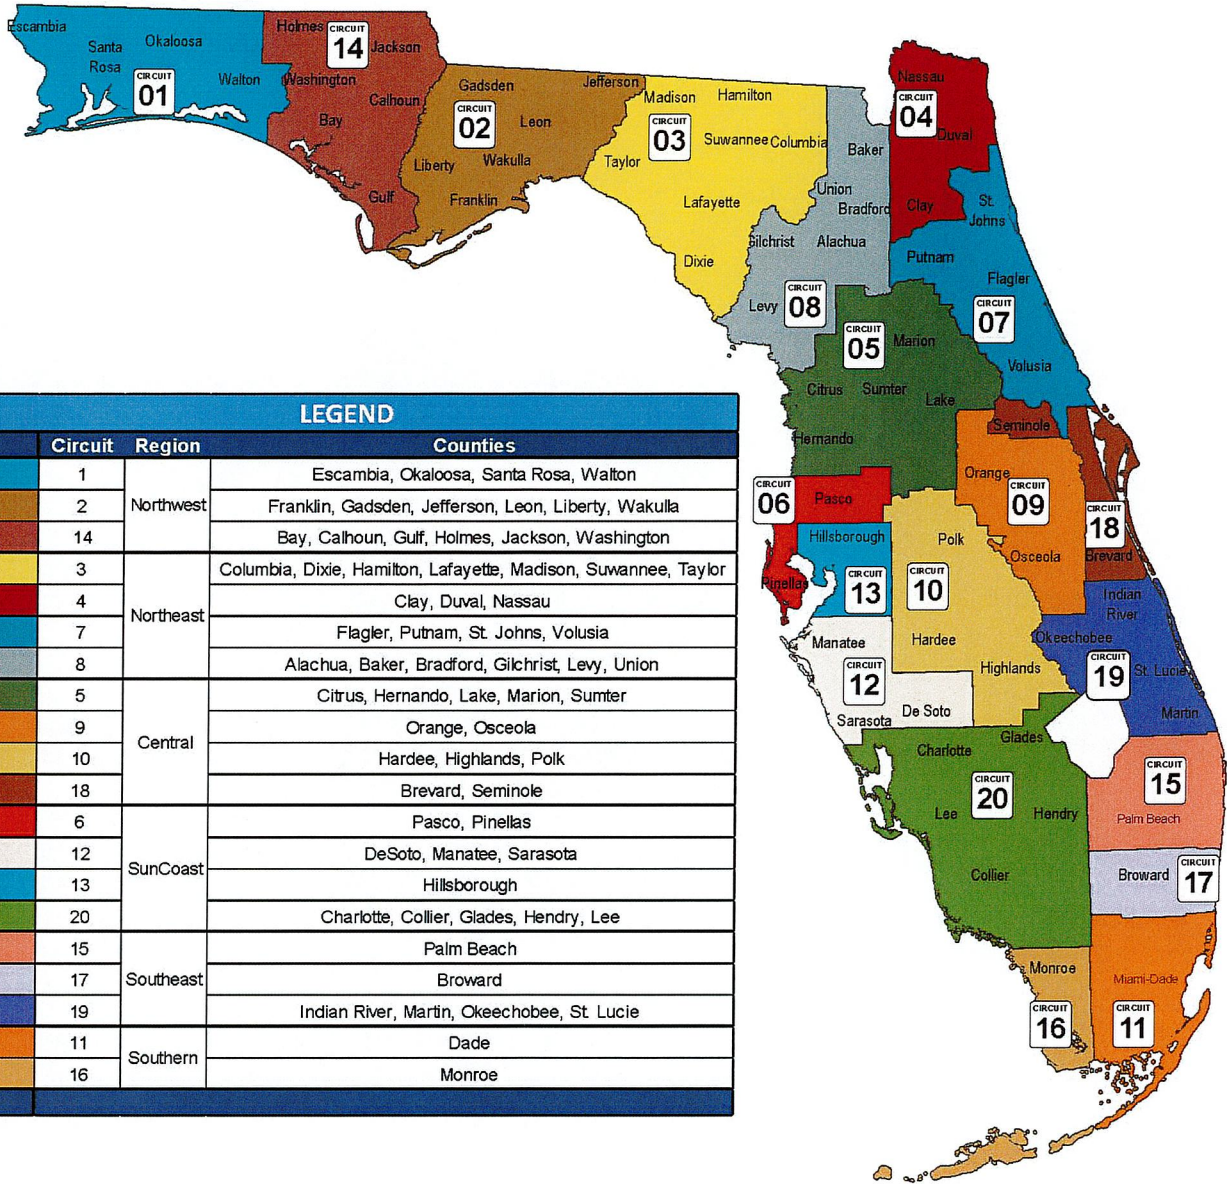 Escambia
Santa
Rosa
Okaloosa
Walton
CIRCUIT
01
Holmes
CIRCUIT
14
Jackson
Washington
Calhoun
Bay
Gulf
Gadsden
Jefferson
CIRCUIT
02
Leon
Liberty
Wakulla
Franklin
Madison
Hamilton
CIRCUIT
03
Suwannee
Columbia
Taylor
Lafayette
Dixie
Baker
Union
Bradford
Gilchrist
Alachua
Levy
CIRCUIT
08
Nassau
CIRCUIT
04
Duval
Clay
St.
Johns
Putnam
Flagler
CIRCUIT
07
Volusia
CIRCUIT
05
Marion
Citrus
Sumter
Lake
Hernando
Seminole
Orange
CIRCUIT
09
Osceola
CIRCUIT
18
Brevard
CIRCUIT
06
Pasco
Pinellas
Hillsborough
CIRCUIT
13
Polk
CIRCUIT
10
Hardee
Highlands
Manatee
CIRCUIT
12
Sarasota
De Soto
Indian
River
Okeechobee
CIRCUIT
19
St. Lucie
Martin
Glades
Charlotte
CIRCUIT
20
Lee
Hendry
Collier
CIRCUIT
15
Palm Beach
Broward
CIRCUIT
17
Monroe
CIRCUIT
16
Miami-Dade
CIRCUIT
11
LEGEND
Circuit Region Counties
1 Escambia, Okaloosa, Santa Rosa, Walton
Northwest
2 Franklin, Gadsden, Jefferson, Leon, Liberty, Wakulla
14 Bay, Calhoun, Gulf, Holmes, Jackson, Washington
3 Columbia, Dixie, Hamilton, Lafayette, Madison, Suwannee, Taylor
4 Clay, Duval, Nassau
Northeast
7 Flagler, Putnam, St. Johns, Volusia
8 Alachua, Baker, Bradford, Gilchrist, Levy, Union
5 Citrus, Hernando, Lake, Marion, Sumter
9 Orange, Osceola
Central
10 Hardee, Highlands, Polk
18 Brevard, Seminole
6 Pasco, Pinellas
12 DeSoto, Manatee, Sarasota
SunCoast
13 Hillsborough
20 Charlotte, Collier, Glades, Hendry, Lee
15 Palm Beach
Southeast
17 Broward
19 Indian River, Martin, Okeechobee, St. Lucie
11 Dade
Southern
16 Monroe